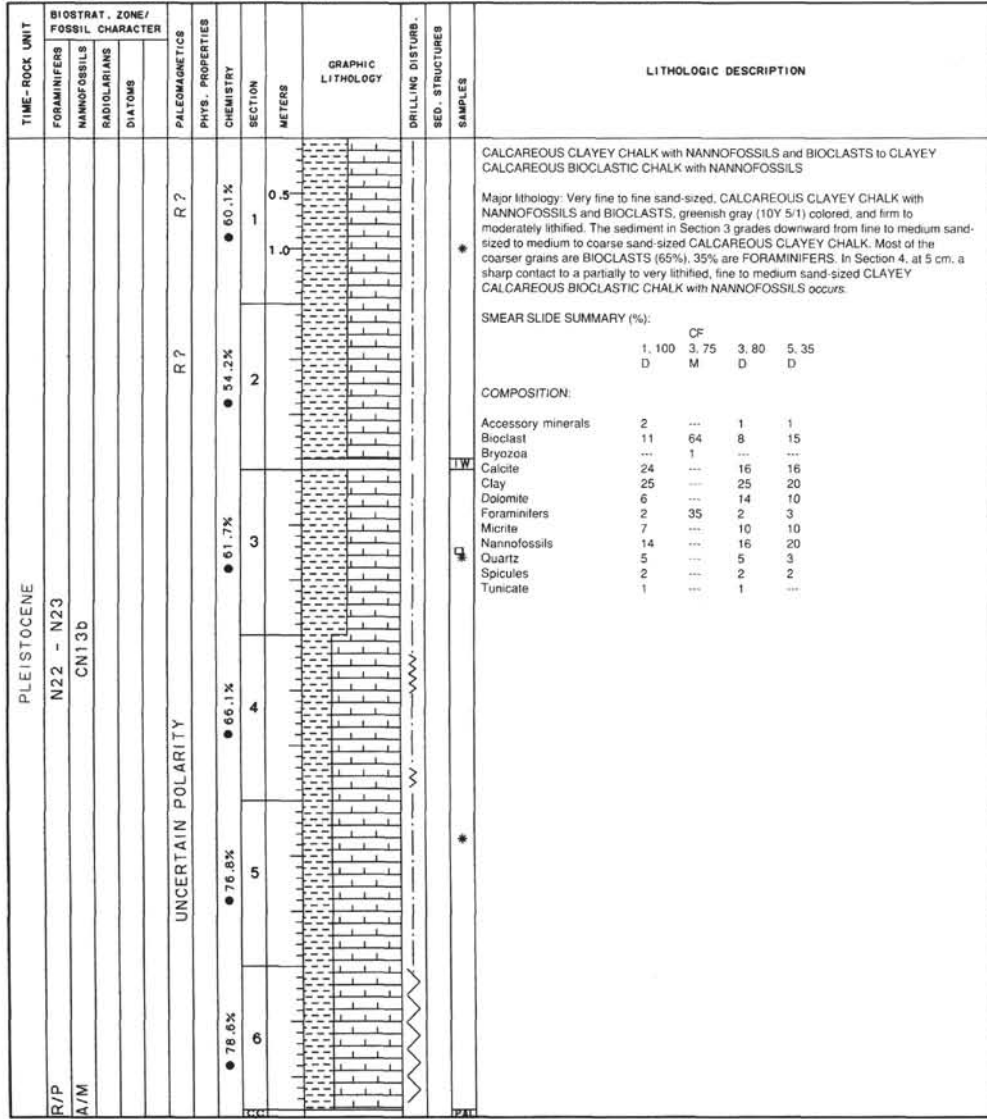 TIME-ROCK UNIT
BIOSTRAT. ZONE/
FOSSIL CHARACTER
FORAMINIFERS
NANNOFOSSILS
RADIOLARIANS
DIATOMS
PALEOMAGNETICS
PHYS. PROPERTIES
CHEMISTRY
SECTION
METERS
GRAPHIC
LITHOLOGY
DRILLING DISTURB.
SED. STRUCTURES
SAMPLES
LITHOLOGIC DESCRIPTION
PLEISTOCENE
N22 - N23
R/P
CN13b
A/M
R?
R?
UNCERTAIN POLARITY
● 60.1%
● 54.2%
● 61.7%
● 66.1%
● 76.8%
● 78.6%
1
2
3
4
5
6
CC
0.5
1.0
*
IW
*
*
PAL
CALCAREOUS CLAYEY CHALK with NANNOFOSSILS and BIOCLASTS to CLAYEY
CALCAREOUS BIOCLASTIC CHALK with NANNOFOSSILS
Major lithology: Very fine to fine sand-sized, CALCAREOUS CLAYEY CHALK with
NANNOFOSSILS and BIOCLASTS, greenish gray (10Y 5/1) colored, and firm to
moderately lithified. The sediment in Section 3 grades downward from fine to medium sand-
sized to medium to coarse sand-sized CALCAREOUS CLAYEY CHALK. Most of the
coarser grains are BIOCLASTS (65%), 35% are FORAMINIFERS. In Section 4, at 5 cm, a
sharp contact to a partially to very lithified, fine to medium sand-sized CLAYEY
CALCAREOUS BIOCLASTIC CHALK with NANNOFOSSILS occurs.
SMEAR SLIDE SUMMARY (%):
CF
1, 100 3, 75 3, 80 5, 35
D M D D
COMPOSITION:
Accessory minerals 2 --- 1 1
Bioclast 11 64 8 15
Bryozoa --- 1 --- ---
Calcite 24 --- 16 16
Clay 25 --- 25 20
Dolomite 6 --- 14 10
Foraminifers 2 35 2 3
Micrite 7 --- 10 10
Nannofossils 14 --- 16 20
Quartz 5 --- 5 3
Spicules 2 --- 2 2
Tunicate 1 --- 1 ---